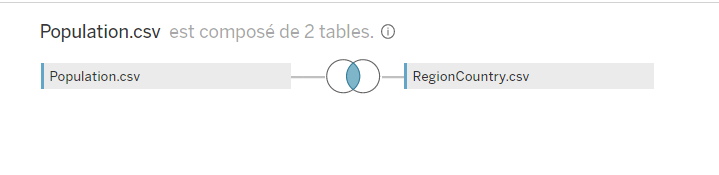 Population.csv est composé de 2 tables.
Population.csv
RegionCountry.csv